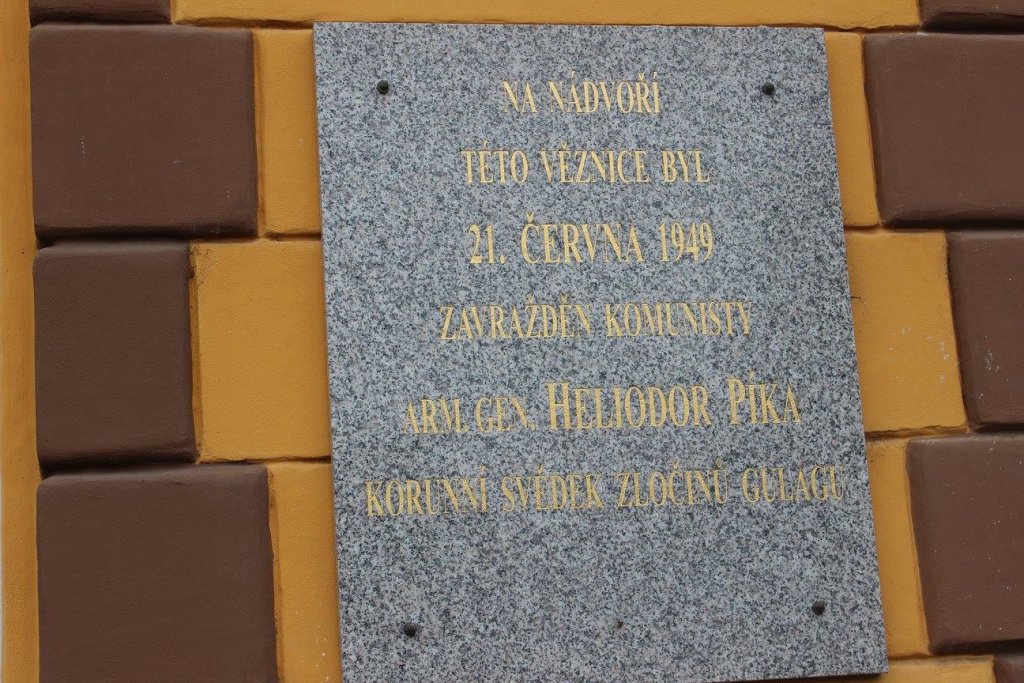 NA NÁDVOŘÍ
TÉTO VĚZNICE BYL
21. ČERVNA 1949
ZAVRAŽDĚN KOMUNISTY
ARM. GEN. HELIODOR PÍKA
KORUNNÍ SVĚDEK ZLOČINŮ GULAGU